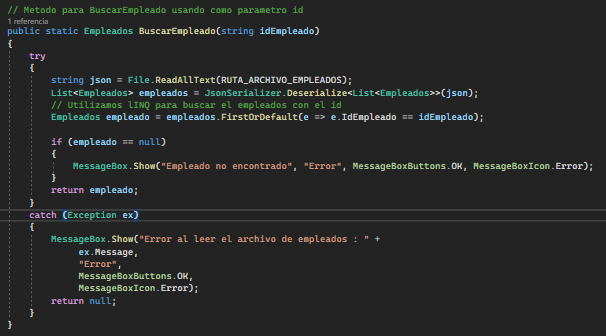 // Metodo para BuscarEmpleado usando como parametro id
1 referencia
public static Empleados BuscarEmpleado(string idEmpleado)
{
try
{
string json = File.ReadAllText(RUTA_ARCHIVO_EMPLEADOS);
List<Empleados> empleados = JsonSerializer.Deserialize<List<Empleados>>(json);
// Utilizamos lINQ para buscar el empleados con el id
Empleados empleado = empleados.FirstOrDefault(e => e.IdEmpleado == idEmpleado);
if (empleado == null)
{
MessageBox.Show("Empleado no encontrado", "Error", MessageBoxButtons.OK, MessageBoxIcon.Error);
}
return empleado;
}
catch (Exception ex)
{
MessageBox.Show("Error al leer el archivo de empleados : " +
ex.Message,
"Error",
MessageBoxButtons.OK,
MessageBoxIcon.Error);
return null;
}
}